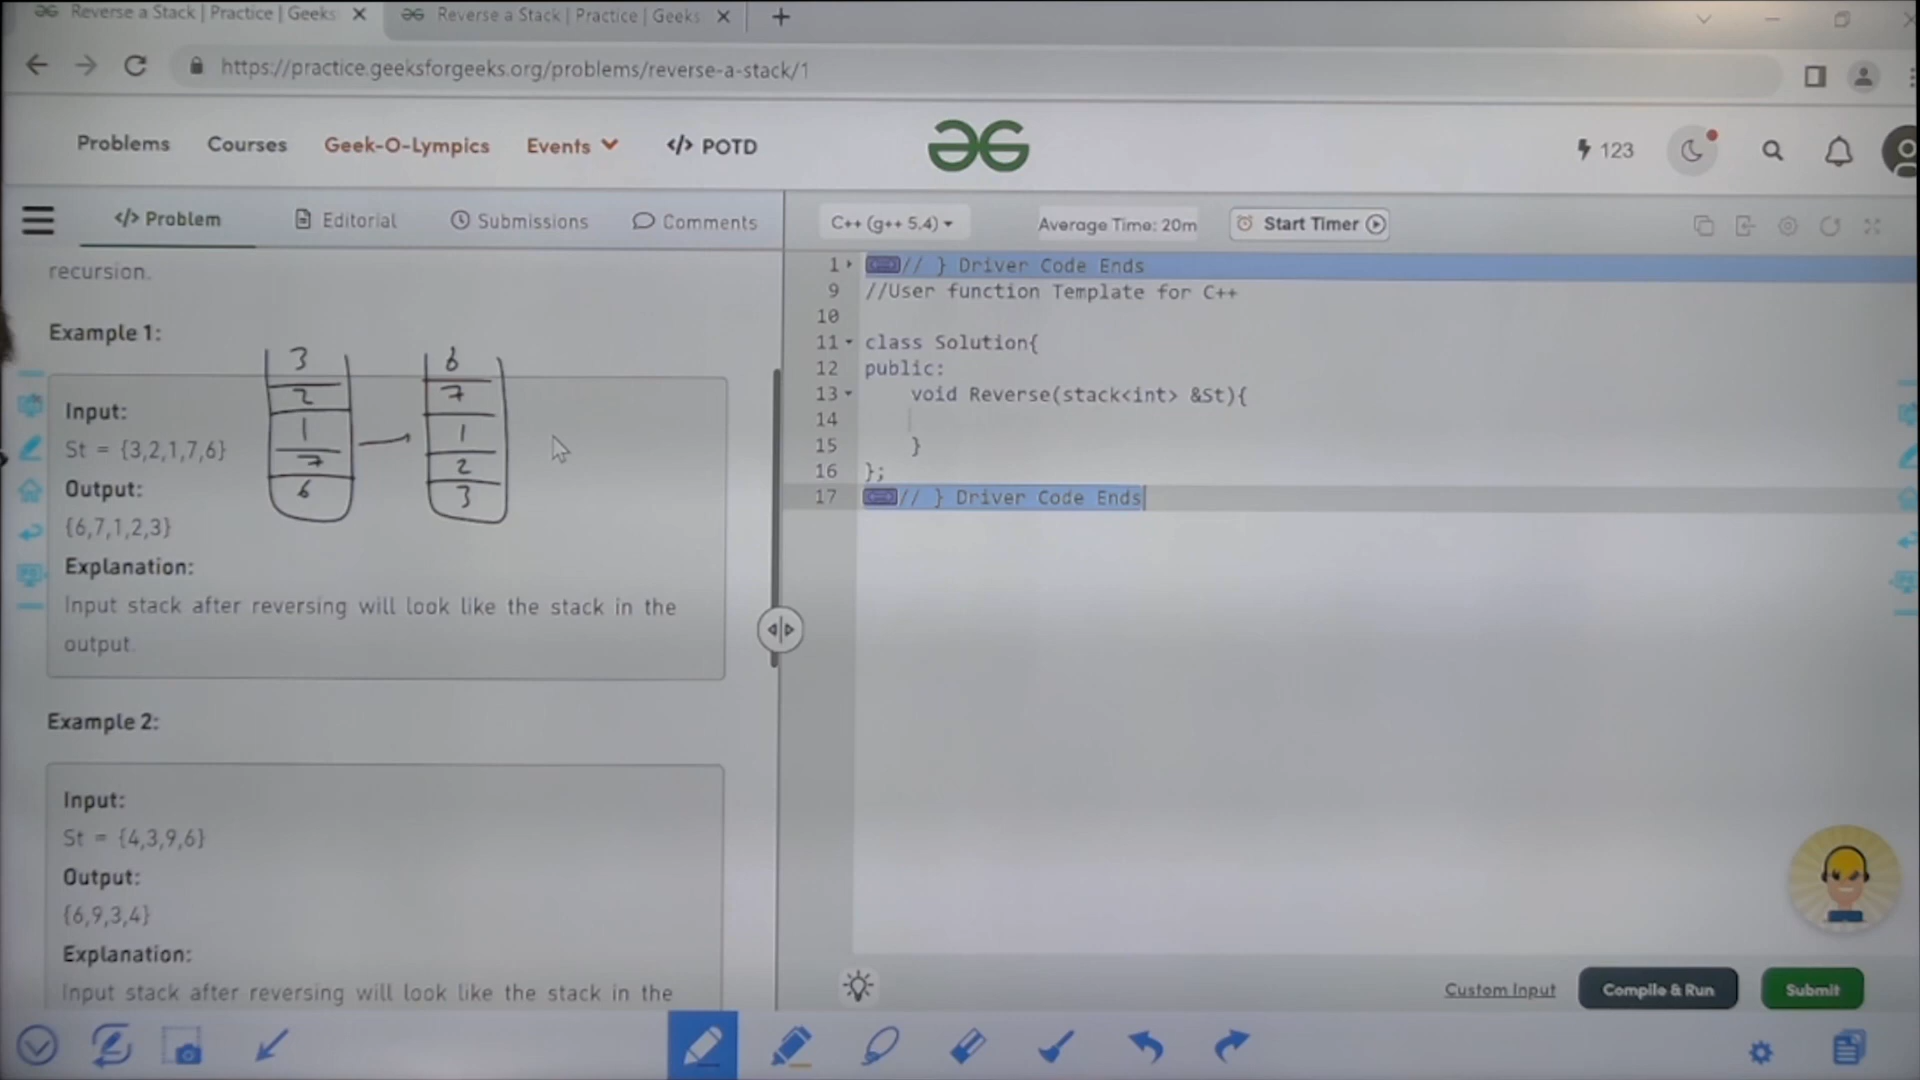 Reverse a Stack | Practice | Geeks
Reverse a Stack | Practice | Geeks
https://practice.geeksforgeeks.org/problems/reverse-a-stack/1
Problems Courses Geek-O-Lympics Events </> POTD
123
</> Problem Editorial Submissions Comments
C++ (g++ 5.4) Average Time: 20m Start Timer
recursion.
Example 1:
Input:
St = {3,2,1,7,6}
Output:
{6,7,1,2,3}
Explanation:
Input stack after reversing will look like the stack in the
output.
3
2
1
7
6
6
7
1
2
3
Example 2:
Input:
St = {4,3,9,6}
Output:
{6,9,3,4}
Explanation:
Input stack after reversing will look like the stack in the
1 // } Driver Code Ends
9 //User function Template for C++
10
11 class Solution{
12 public:
13 void Reverse(stack<int> &St){
14
15 }
16 };
17 // } Driver Code Ends
Custom Input Compile & Run Submit